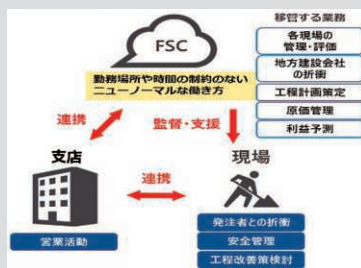 移管する業務
FSC
各現場の
管理・評価
地方建設会社
の折衝
勤務場所や時間の制約のない
ニューノーマルな働き方
工程計画策定
原価管理
利益予測
連携
監督・支援
支店
現場
連携
営業活動
発注者との折衝
安全管理
工程改善策検討